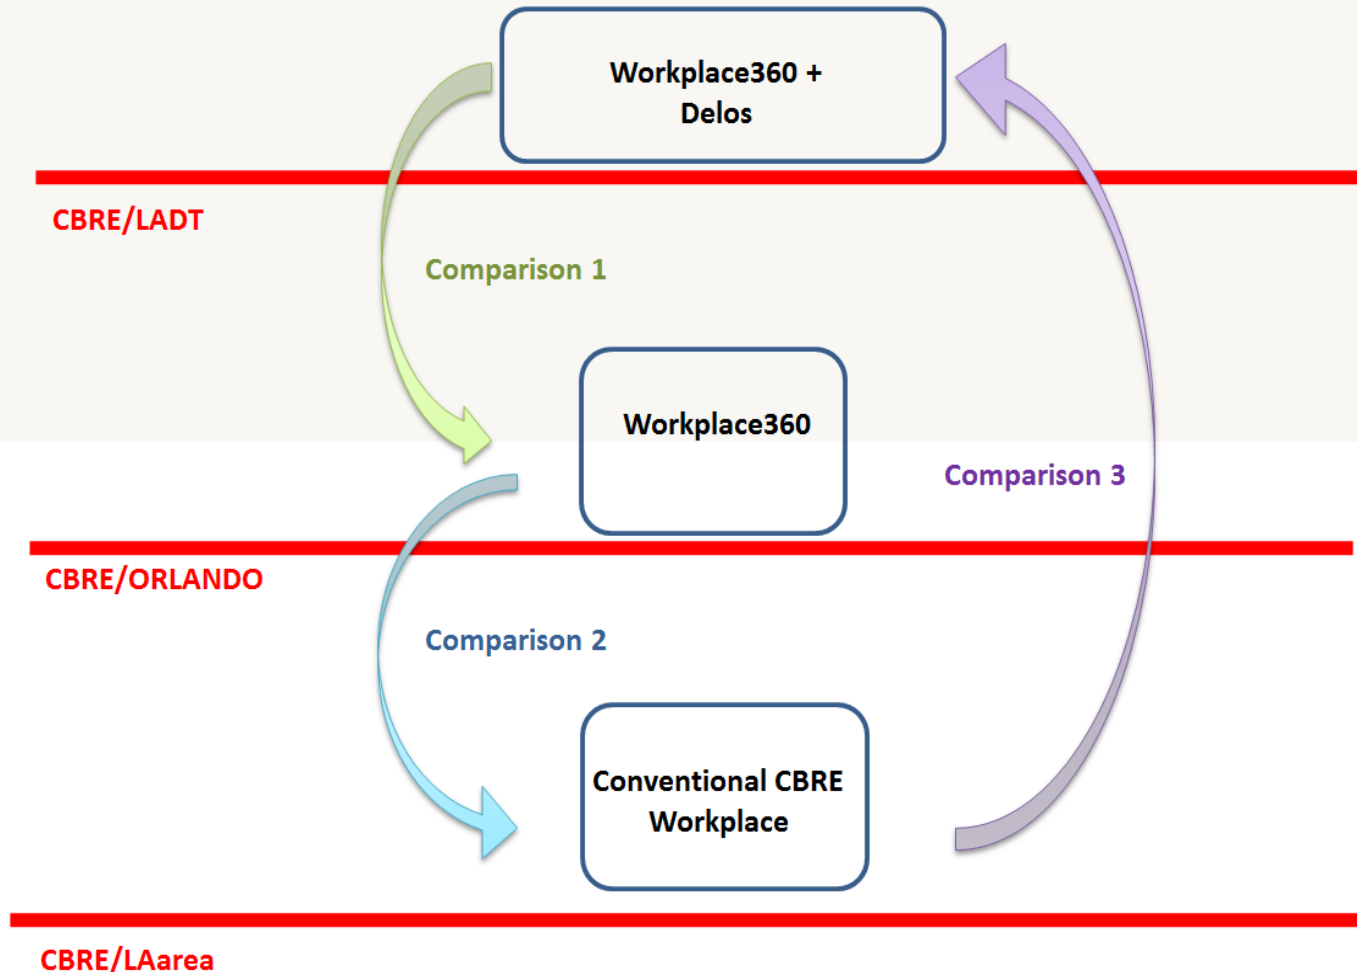 Workplace360 +
Delos
CBRE/LADT
Comparison 1
Workplace360
Comparison 3
CBRE/ORLANDO
Comparison 2
Conventional CBRE
Workplace
CBRE/LAarea